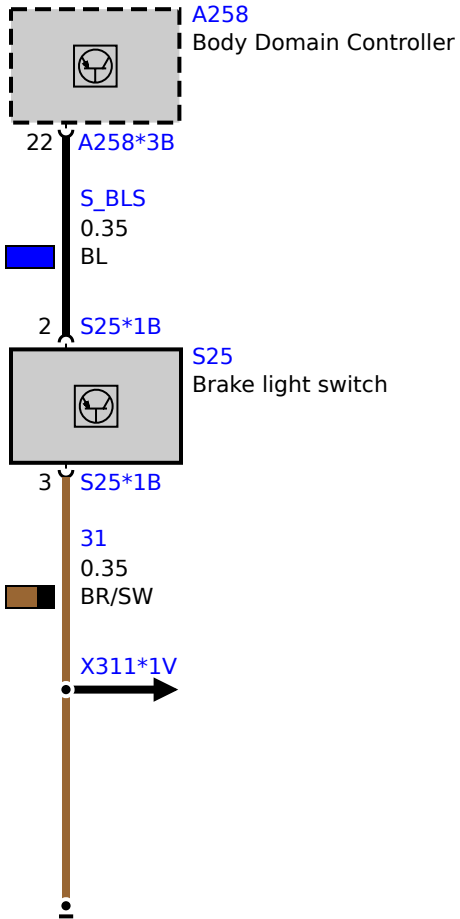 A258
Body Domain Controller
22 A258*3B
S_BLS
0.35
BL
2 S25*1B
S25
Brake light switch
3 S25*1B
31
0.35
BR/SW
X311*1V